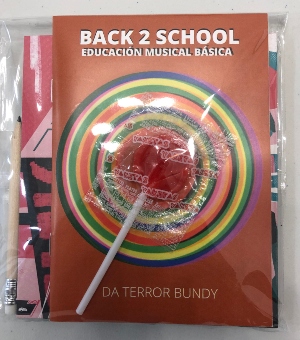 BACK 2 SCHOOL
EDUCACIÓN MUSICAL BÁSICA
DA TERROR BUNDY